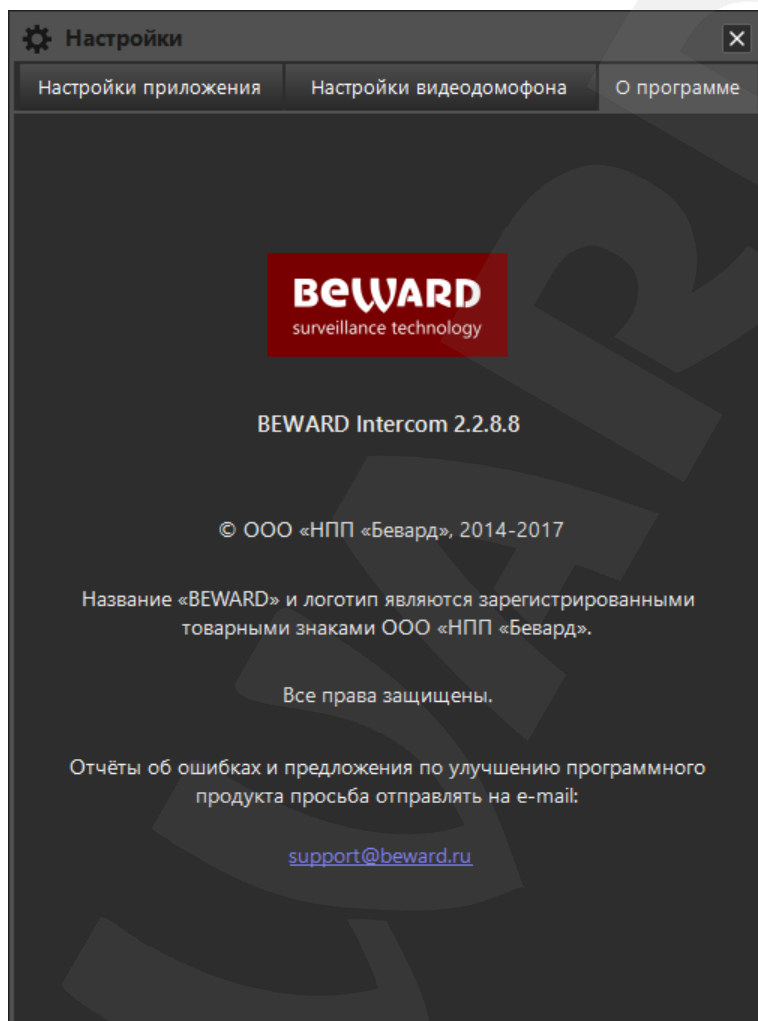 Настройки
Настройки приложения Настройки видеодомофона О программе
BEWARD
surveillance technology
BEWARD Intercom 2.2.8.8
© ООО «НПП «Бевард», 2014-2017
Название «BEWARD» и логотип являются зарегистрированными
товарными знаками ООО «НПП «Бевард».
Все права защищены.
Отчёты об ошибках и предложения по улучшению программного
продукта просьба отправлять на e-mail:
support@beward.ru